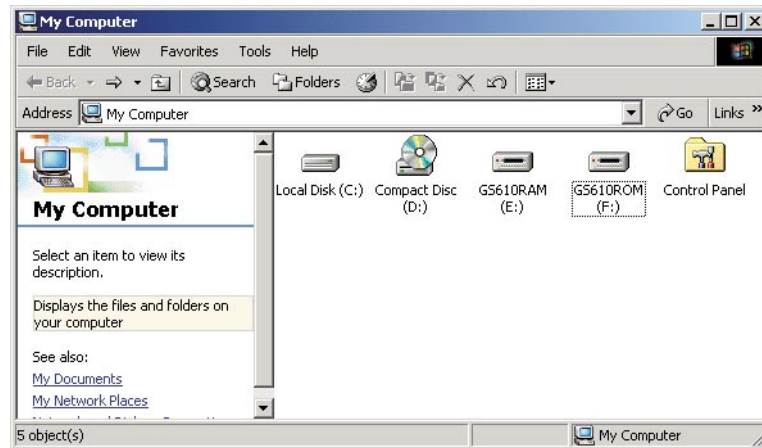 My Computer
File Edit View Favorites Tools Help
Back Search Folders
Address My Computer Go Links »
Local Disk (C:) Compact Disc (D:) GS610RAM (E:) GS610ROM (F:) Control Panel
My Computer
Select an item to view its
description.
Displays the files and folders on
your computer
See also:
My Documents
My Network Places
5 object(s) My Computer